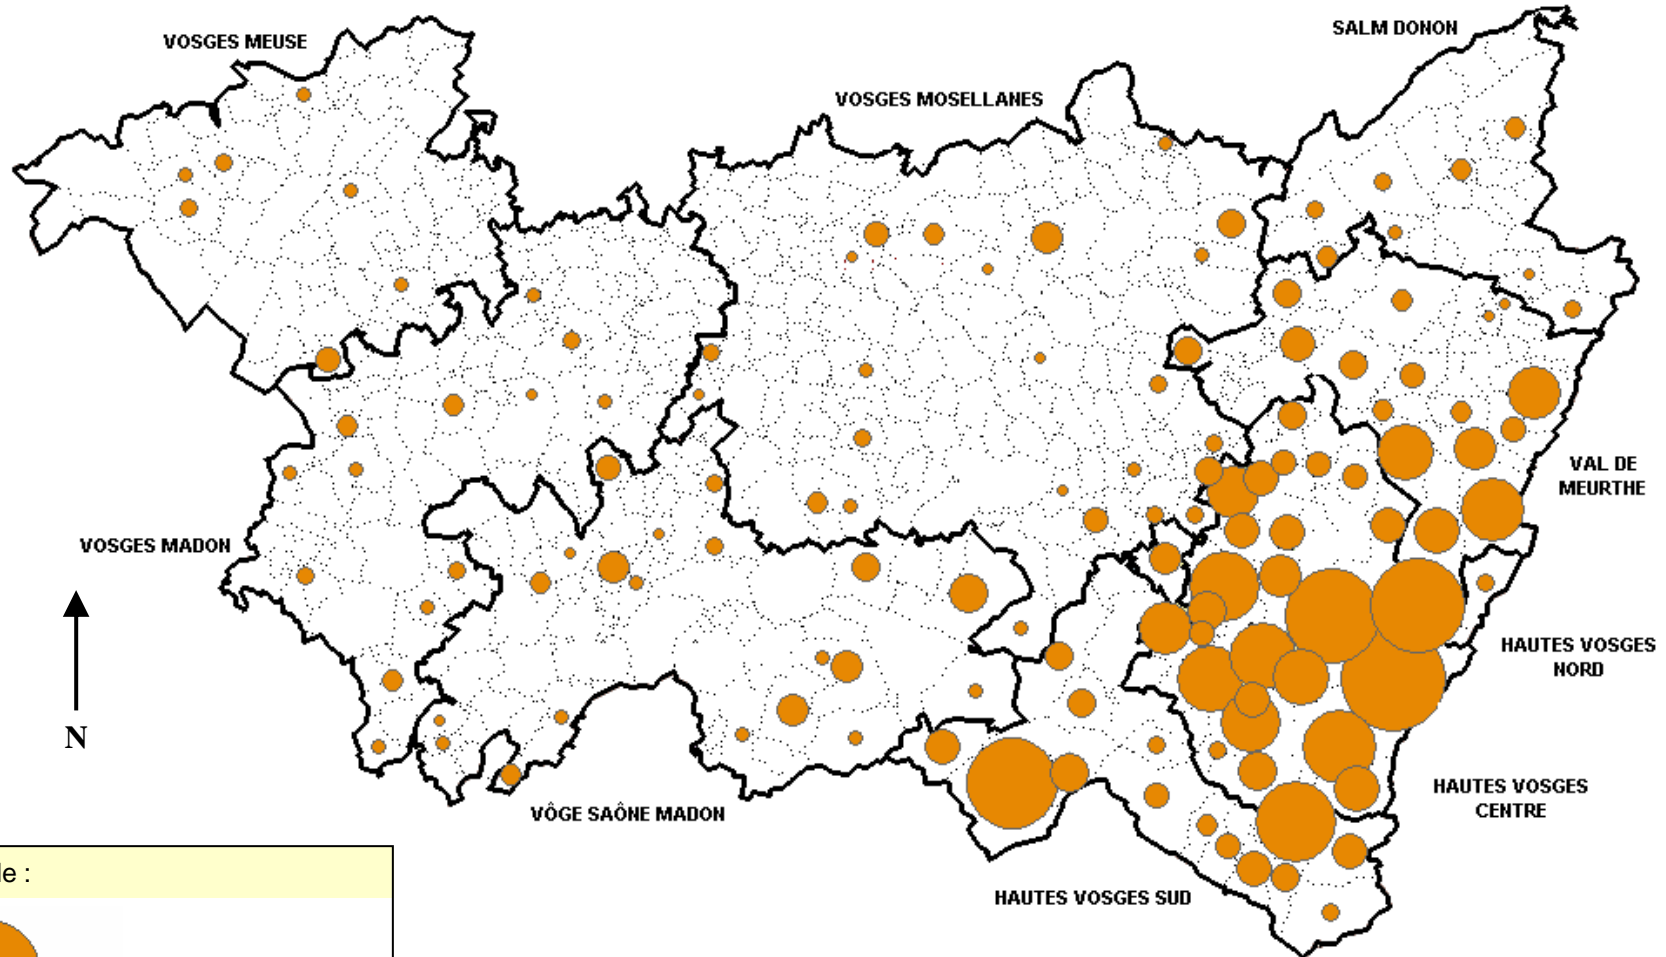 SALM DONON
VOSGES MEUSE
VOSGES MOSELLANES
VAL DE
MEURTHE
VOSGES MADON
HAUTES VOSGES
NORD
N
HAUTES VOSGES
CENTRE
VÔGE SAÔNE MADON
HAUTES VOSGES SUD
le :